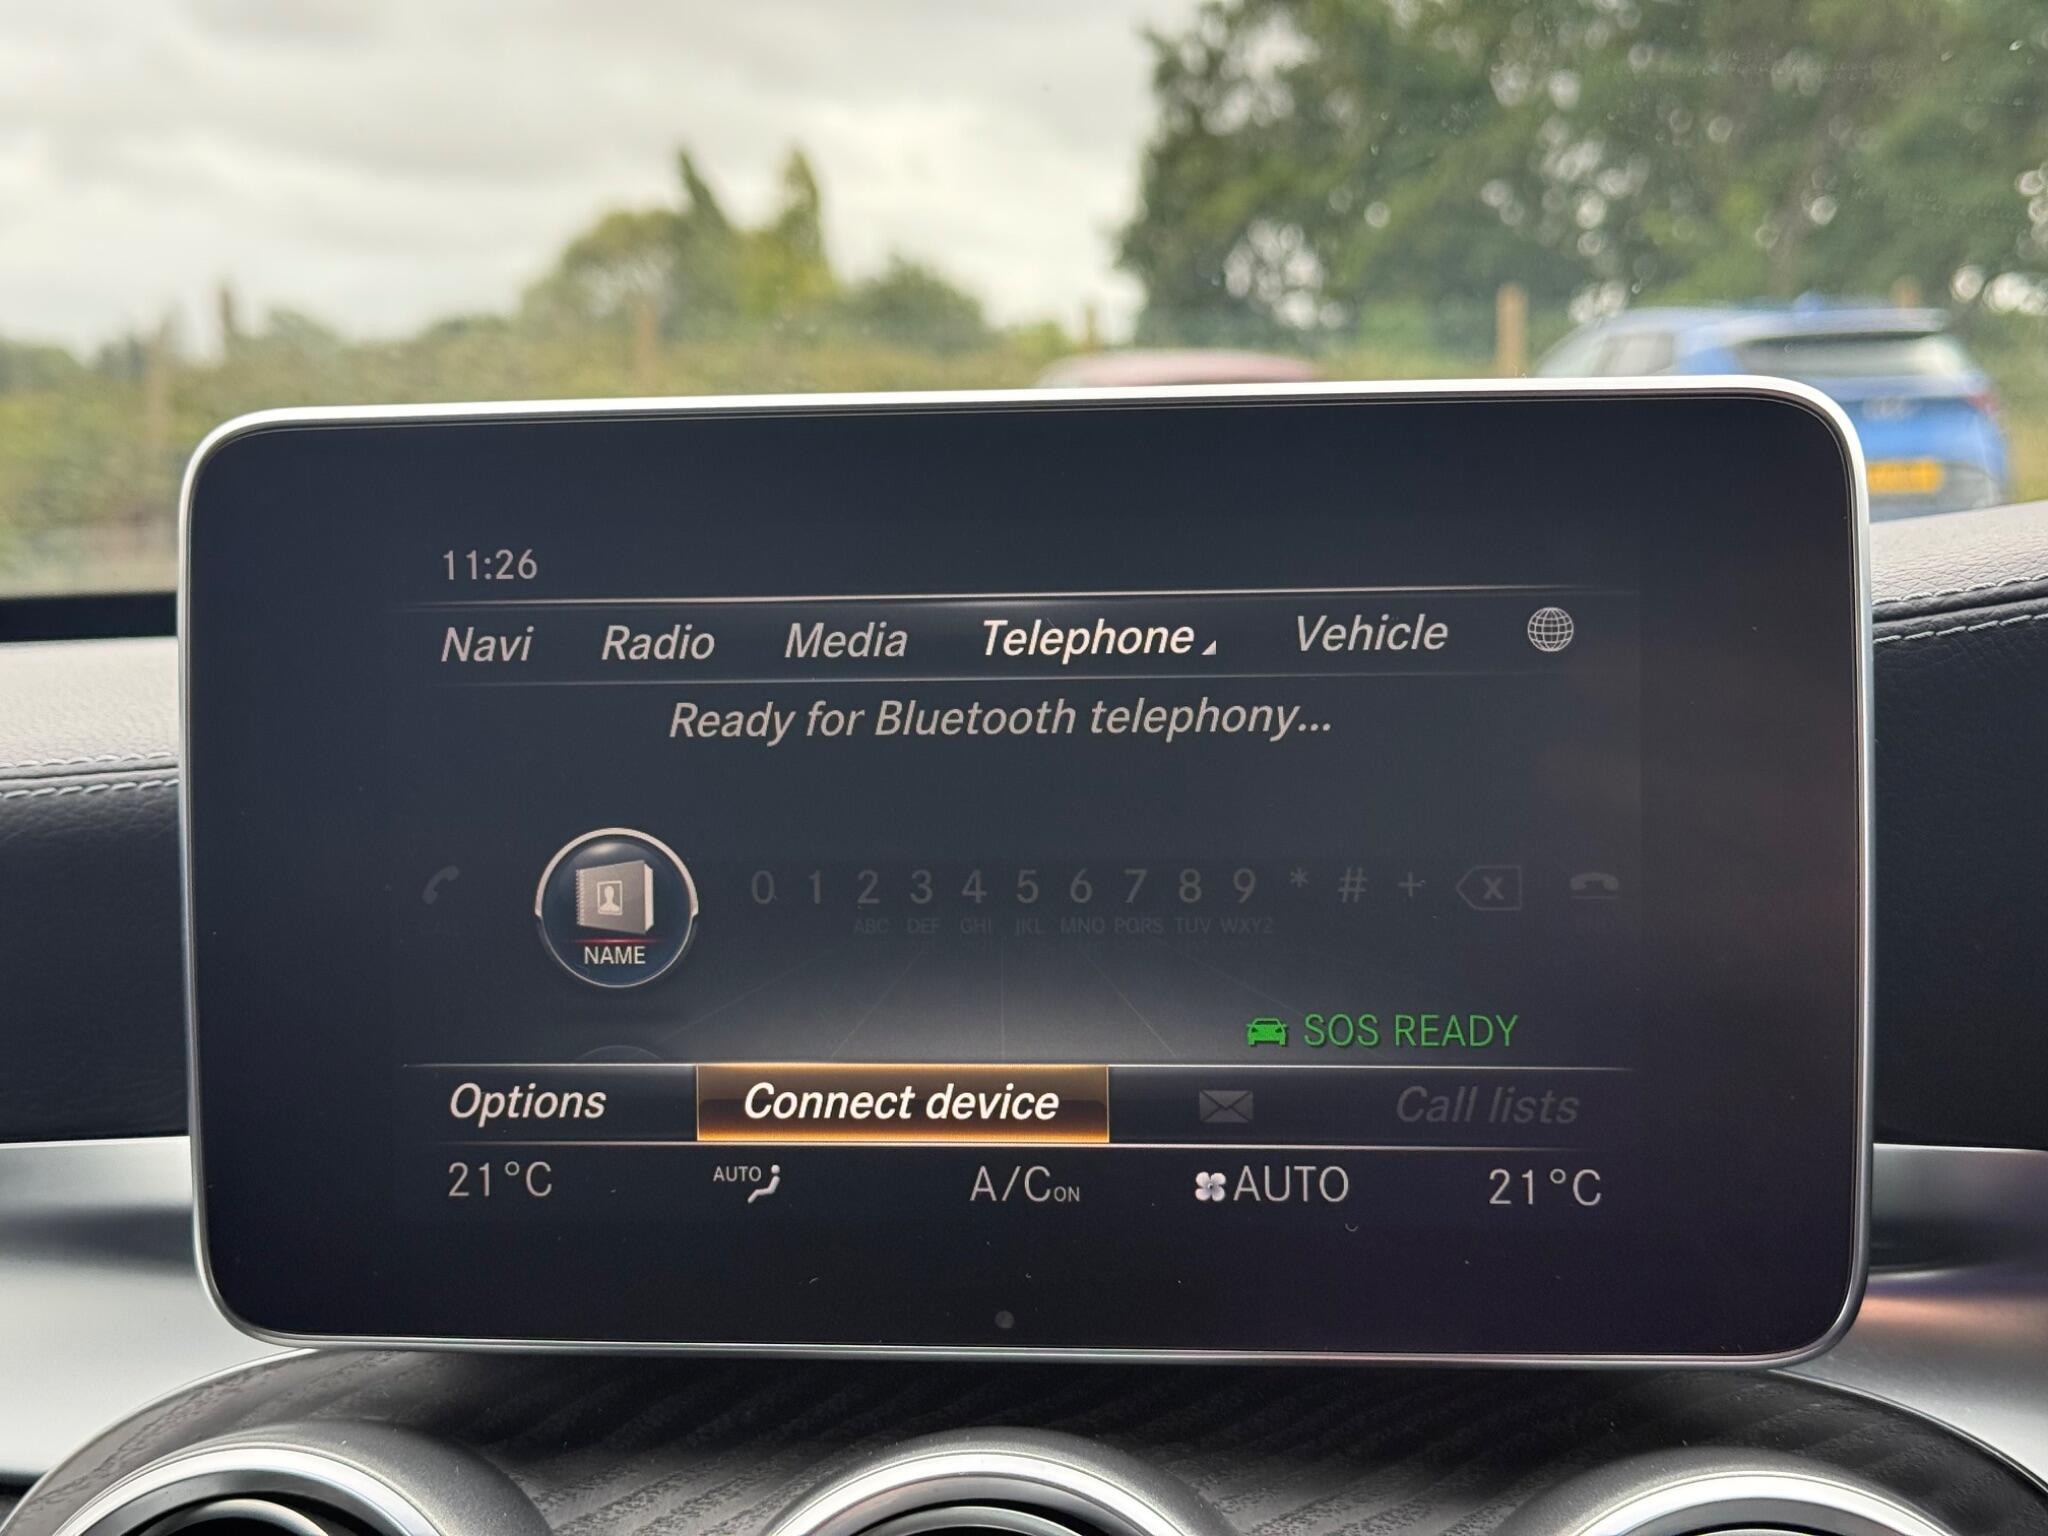 11:26
Navi Radio Media Telephone Vehicle
Ready for Bluetooth telephony...
0 1 2 3 4 5 6 7 8 9 * # +
ABC DEF GHI JKL MNO PQRS TUV WXYZ
NAME
SOS READY
Options Connect device Call lists
21°C AUTO A/C ON AUTO 21°C